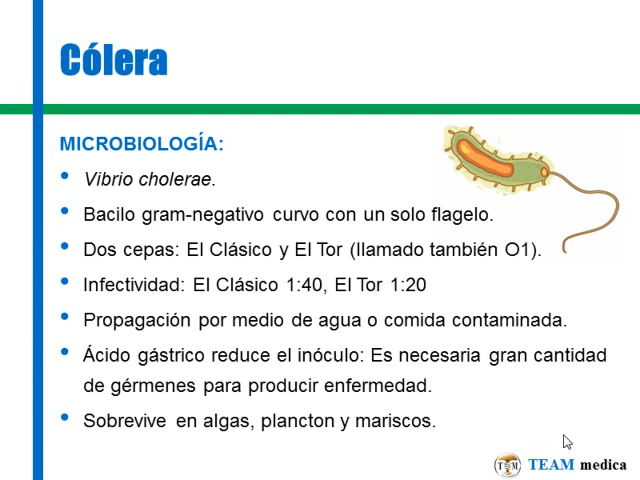 Cólera
MICROBIOLOGÍA:
• Vibrio cholerae.
• Bacilo gram-negativo curvo con un solo flagelo.
• Dos cepas: El Clásico y El Tor (llamado también O1).
• Infectividad: El Clásico 1:40, El Tor 1:20
• Propagación por medio de agua o comida contaminada.
• Ácido gástrico reduce el inóculo: Es necesaria gran cantidad
de gérmenes para producir enfermedad.
• Sobrevive en algas, plancton y mariscos.
TEAM medica